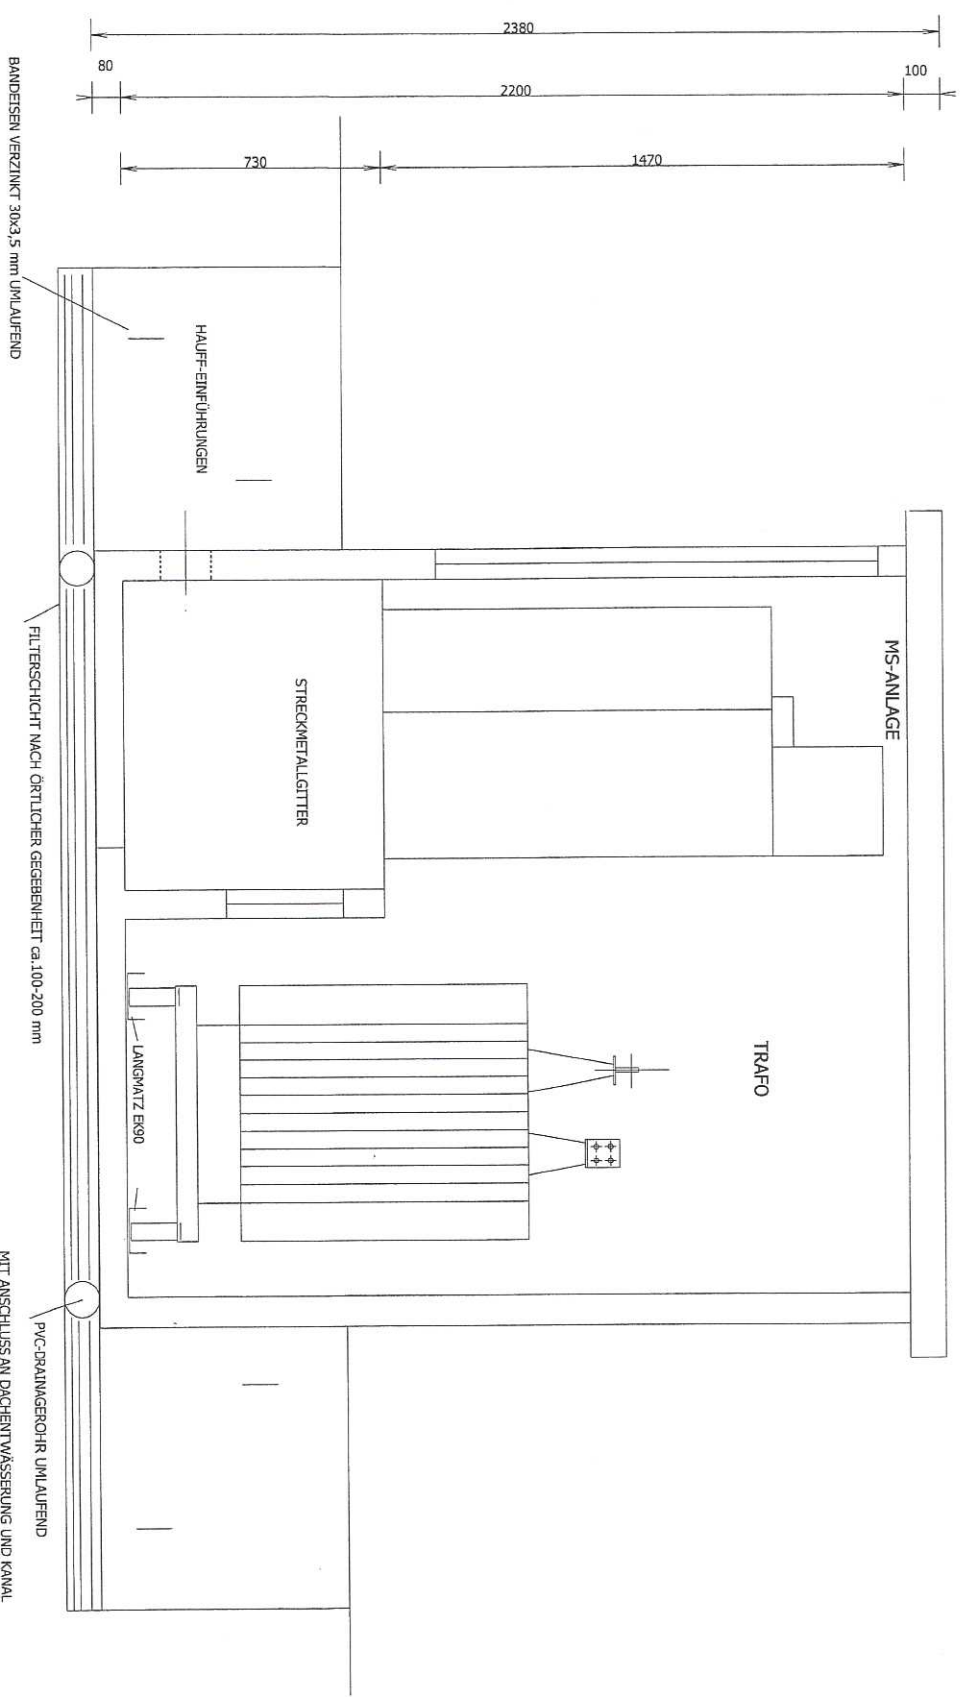 2380
80
2200
100
730
1470
MS-ANLAGE
TRAFO
HAUFF-EINFÜHRUNGEN
STRECKMETALLGITTER
LANGMATZ EK90
BANDEISEN VERZINKT 30x3,5 mm UMLAUFEND
FILTERSCHICHT NACH ÖRTLICHER GEGEBENHEIT ca.100-200 mm
PVC-DRAINAGEROHR UMLAUFEND
MIT ANSCHLUSS AN DACHENTWÄSSERUNG UND KANAL